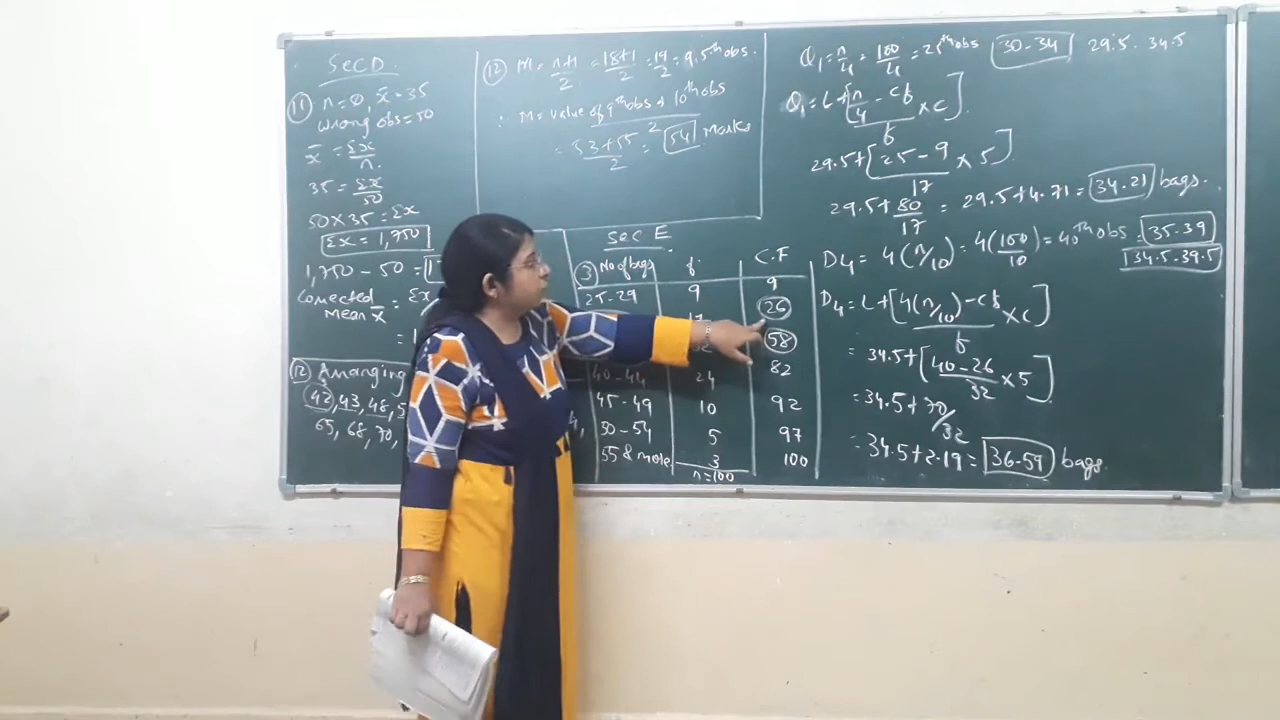 Sec D
11 n = 0, x̄ = 35
wrong obs = 50
x̄ = Σx/n
35 = Σx/50
50 x 35 = Σx
Σx = 1,750
1,750 - 50 =
Corrected mean x̄ = Σx
=
12 Arranging
42, 43, 48, 5
65, 68, 70,
12 M = n+1/2 = 18+1/2 = 19/2 = 9.5th obs.
∴ M = value of 9th obs + 10th obs / 2
= 53+55/2 = 54 Marks
Sec E
3 No of bags f C.F
25-29 9 9
17 26
32 58
40-44 24 82
45-49 10 92
50-54 5 97
55 & more 3 100
n=100
Q1 = n/4 = 100/4 = 25th obs 30-34 29.5 - 34.5
Q1 = L+[n/4 - cf / f x c]
29.5+[25-9/17 x 5]
29.5+80/17 = 29.5+4.71 = 34.21 bags.
D4 = 4(n/10) = 4(100/10) = 40th obs = 35-39
34.5-39.5
D4 = L+[4(n/10)-cf / f x c]
= 34.5+[40-26/32 x 5]
= 34.5+70/32
= 34.5+2.19 = 36.59 bags.